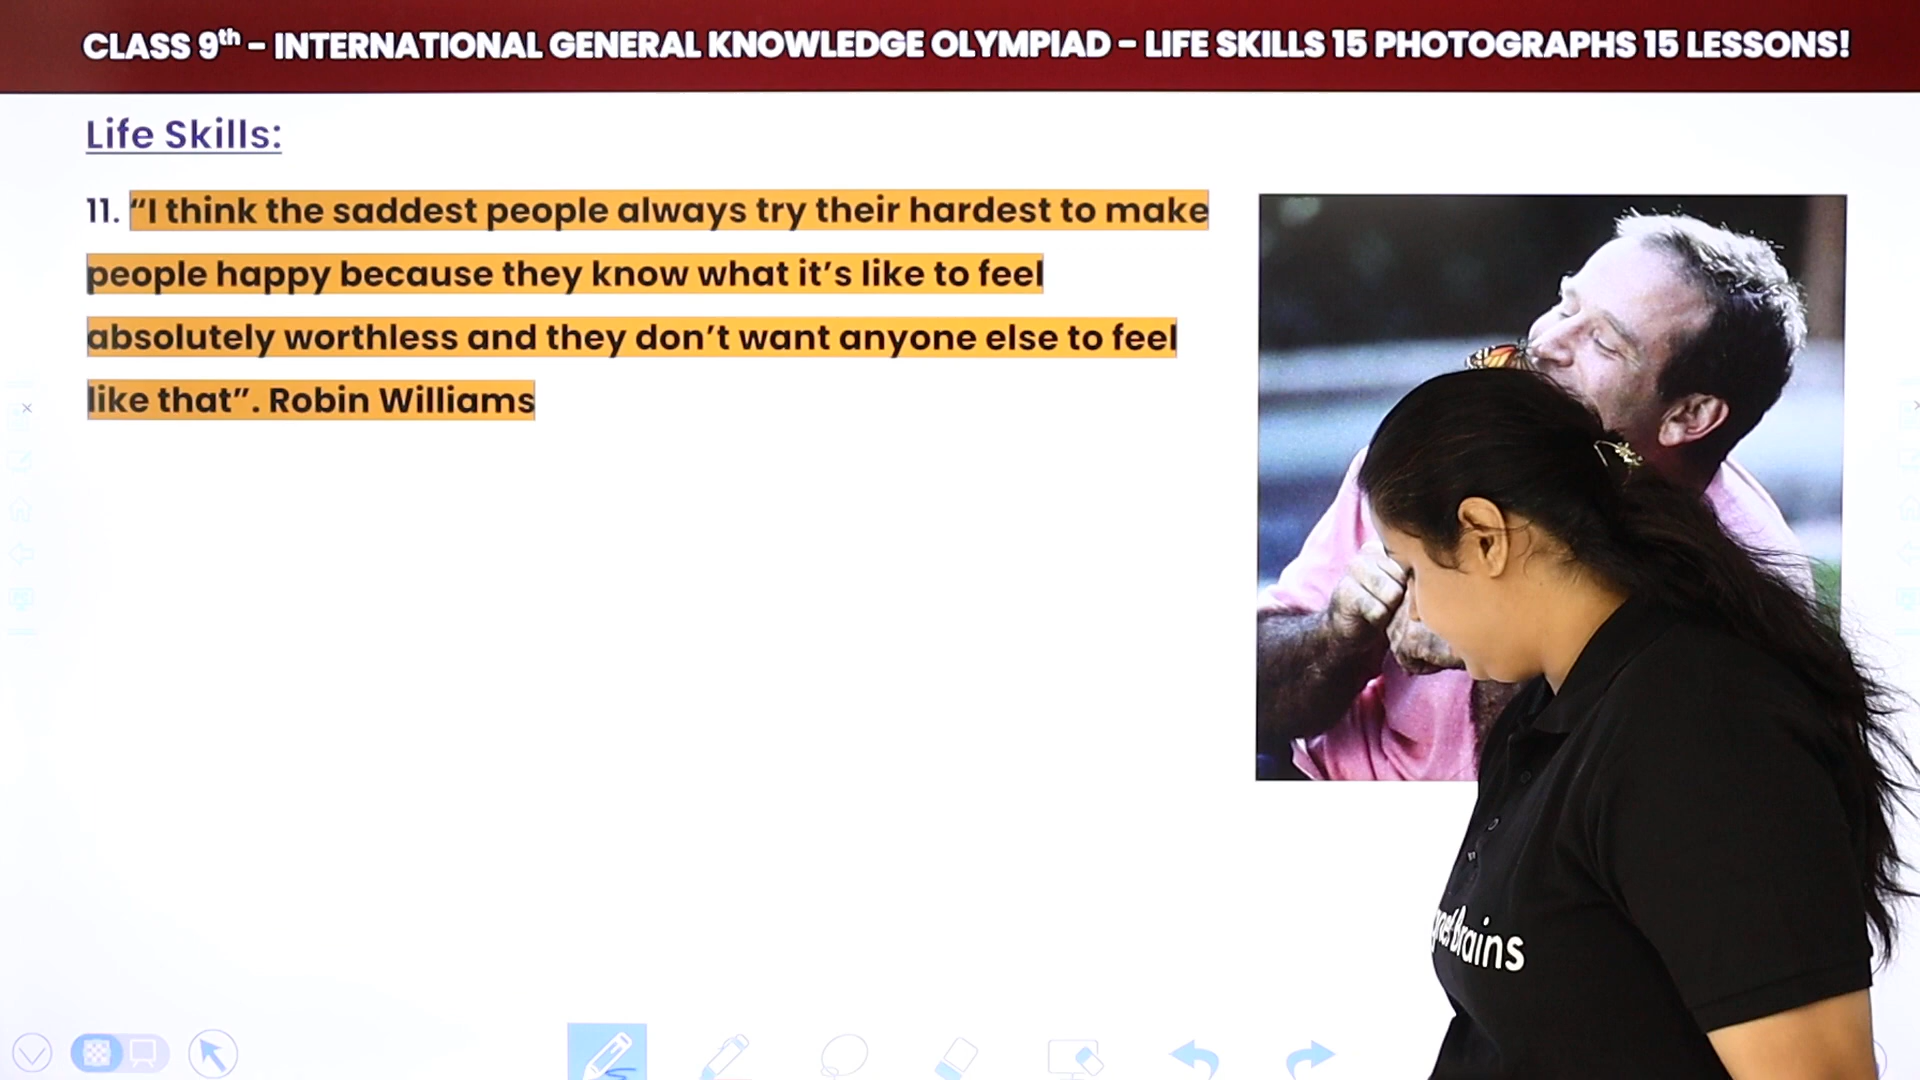 CLASS 9th – INTERNATIONAL GENERAL KNOWLEDGE OLYMPIAD – LIFE SKILLS 15 PHOTOGRAPHS 15 LESSONS!
Life Skills:
11. “I think the saddest people always try their hardest to make
people happy because they know what it’s like to feel
absolutely worthless and they don’t want anyone else to feel
like that”. Robin Williams
Brains